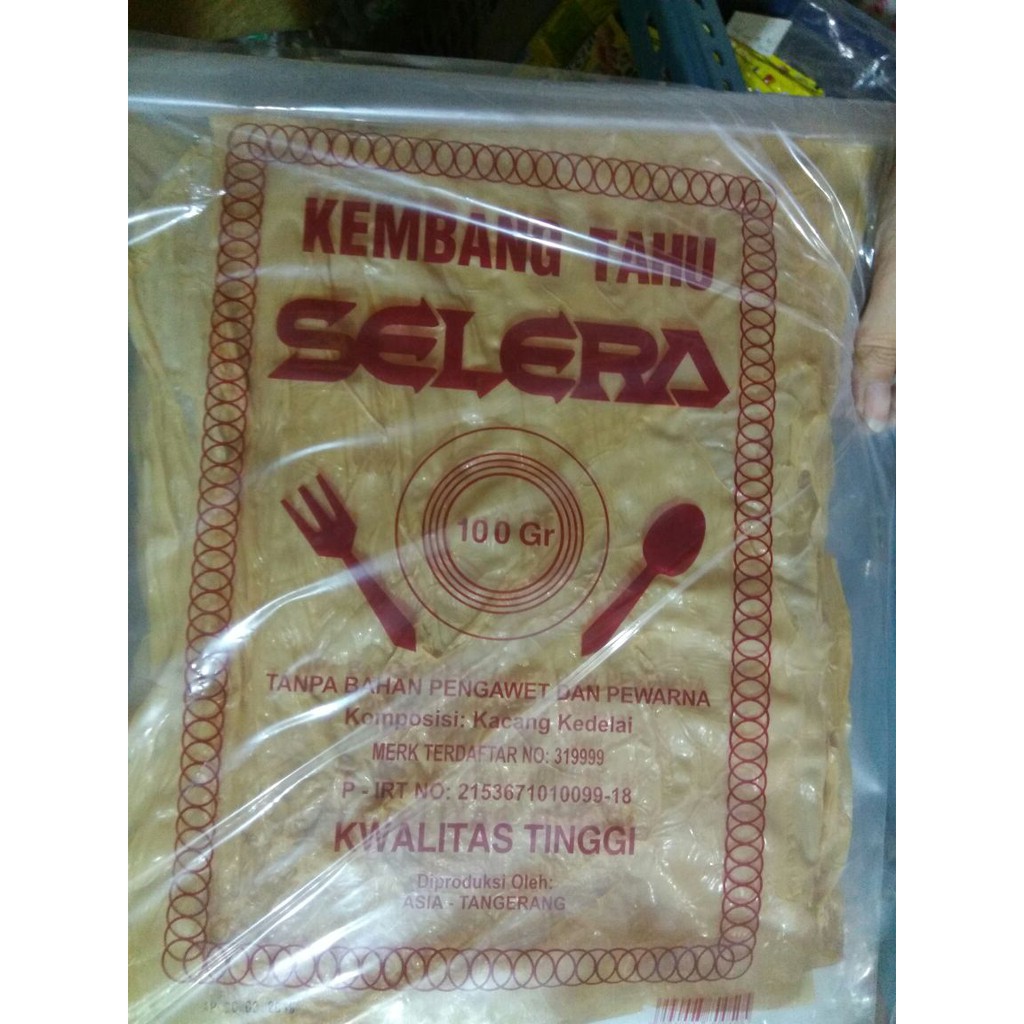 KEMBANG TAHU
SELERA
100 Gr
TANPA BAHAN PENGAWET DAN PEWARNA
Komposisi: Kacang Kedelai
MERK TERDAFTAR NO: 319999
P - IRT NO: 2153671010099-18
KWALITAS TINGGI
Diproduksi Oleh:
ASIA - TANGERANG